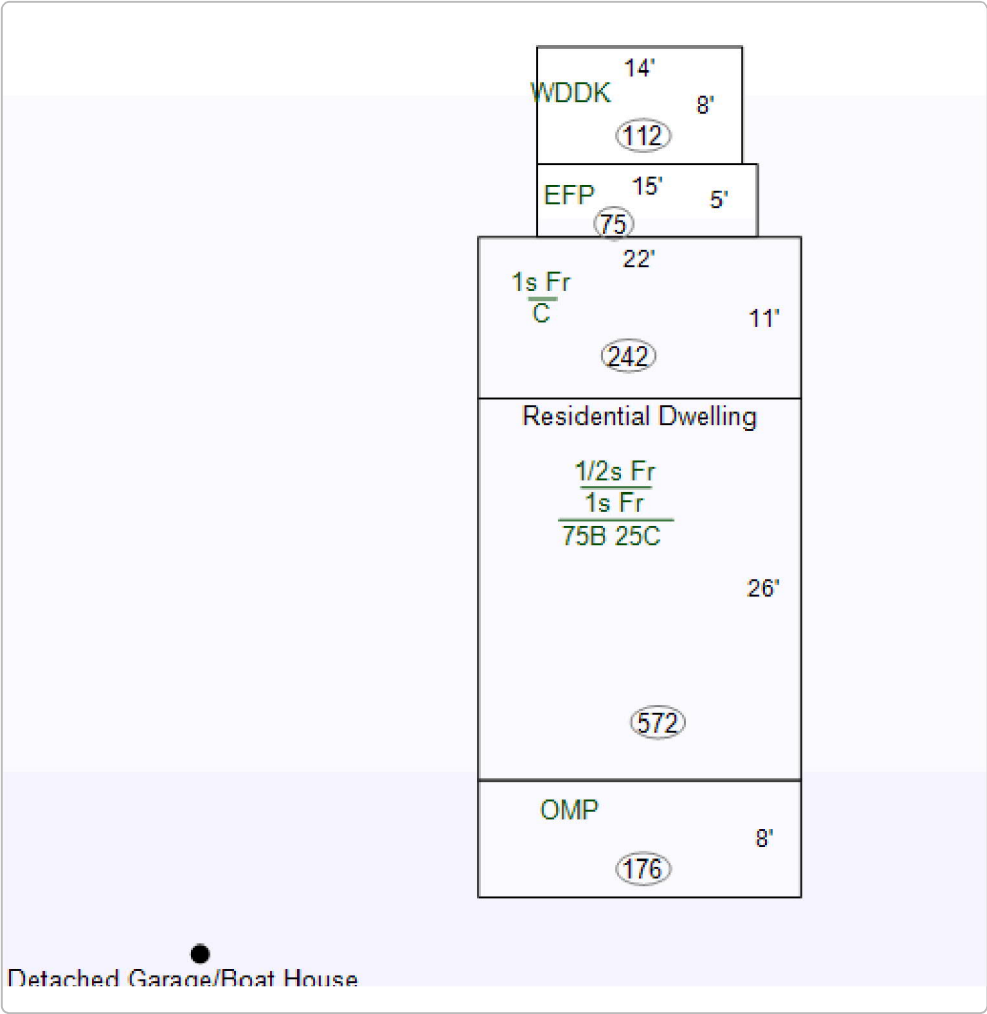 14'
WDDK
8'
112
15'
EFP
5'
75
22'
1s Fr
C
11'
242
Residential Dwelling
1/2s Fr
1s Fr
75B 25C
26'
572
OMP
8'
176
Detached Garage/Boat House